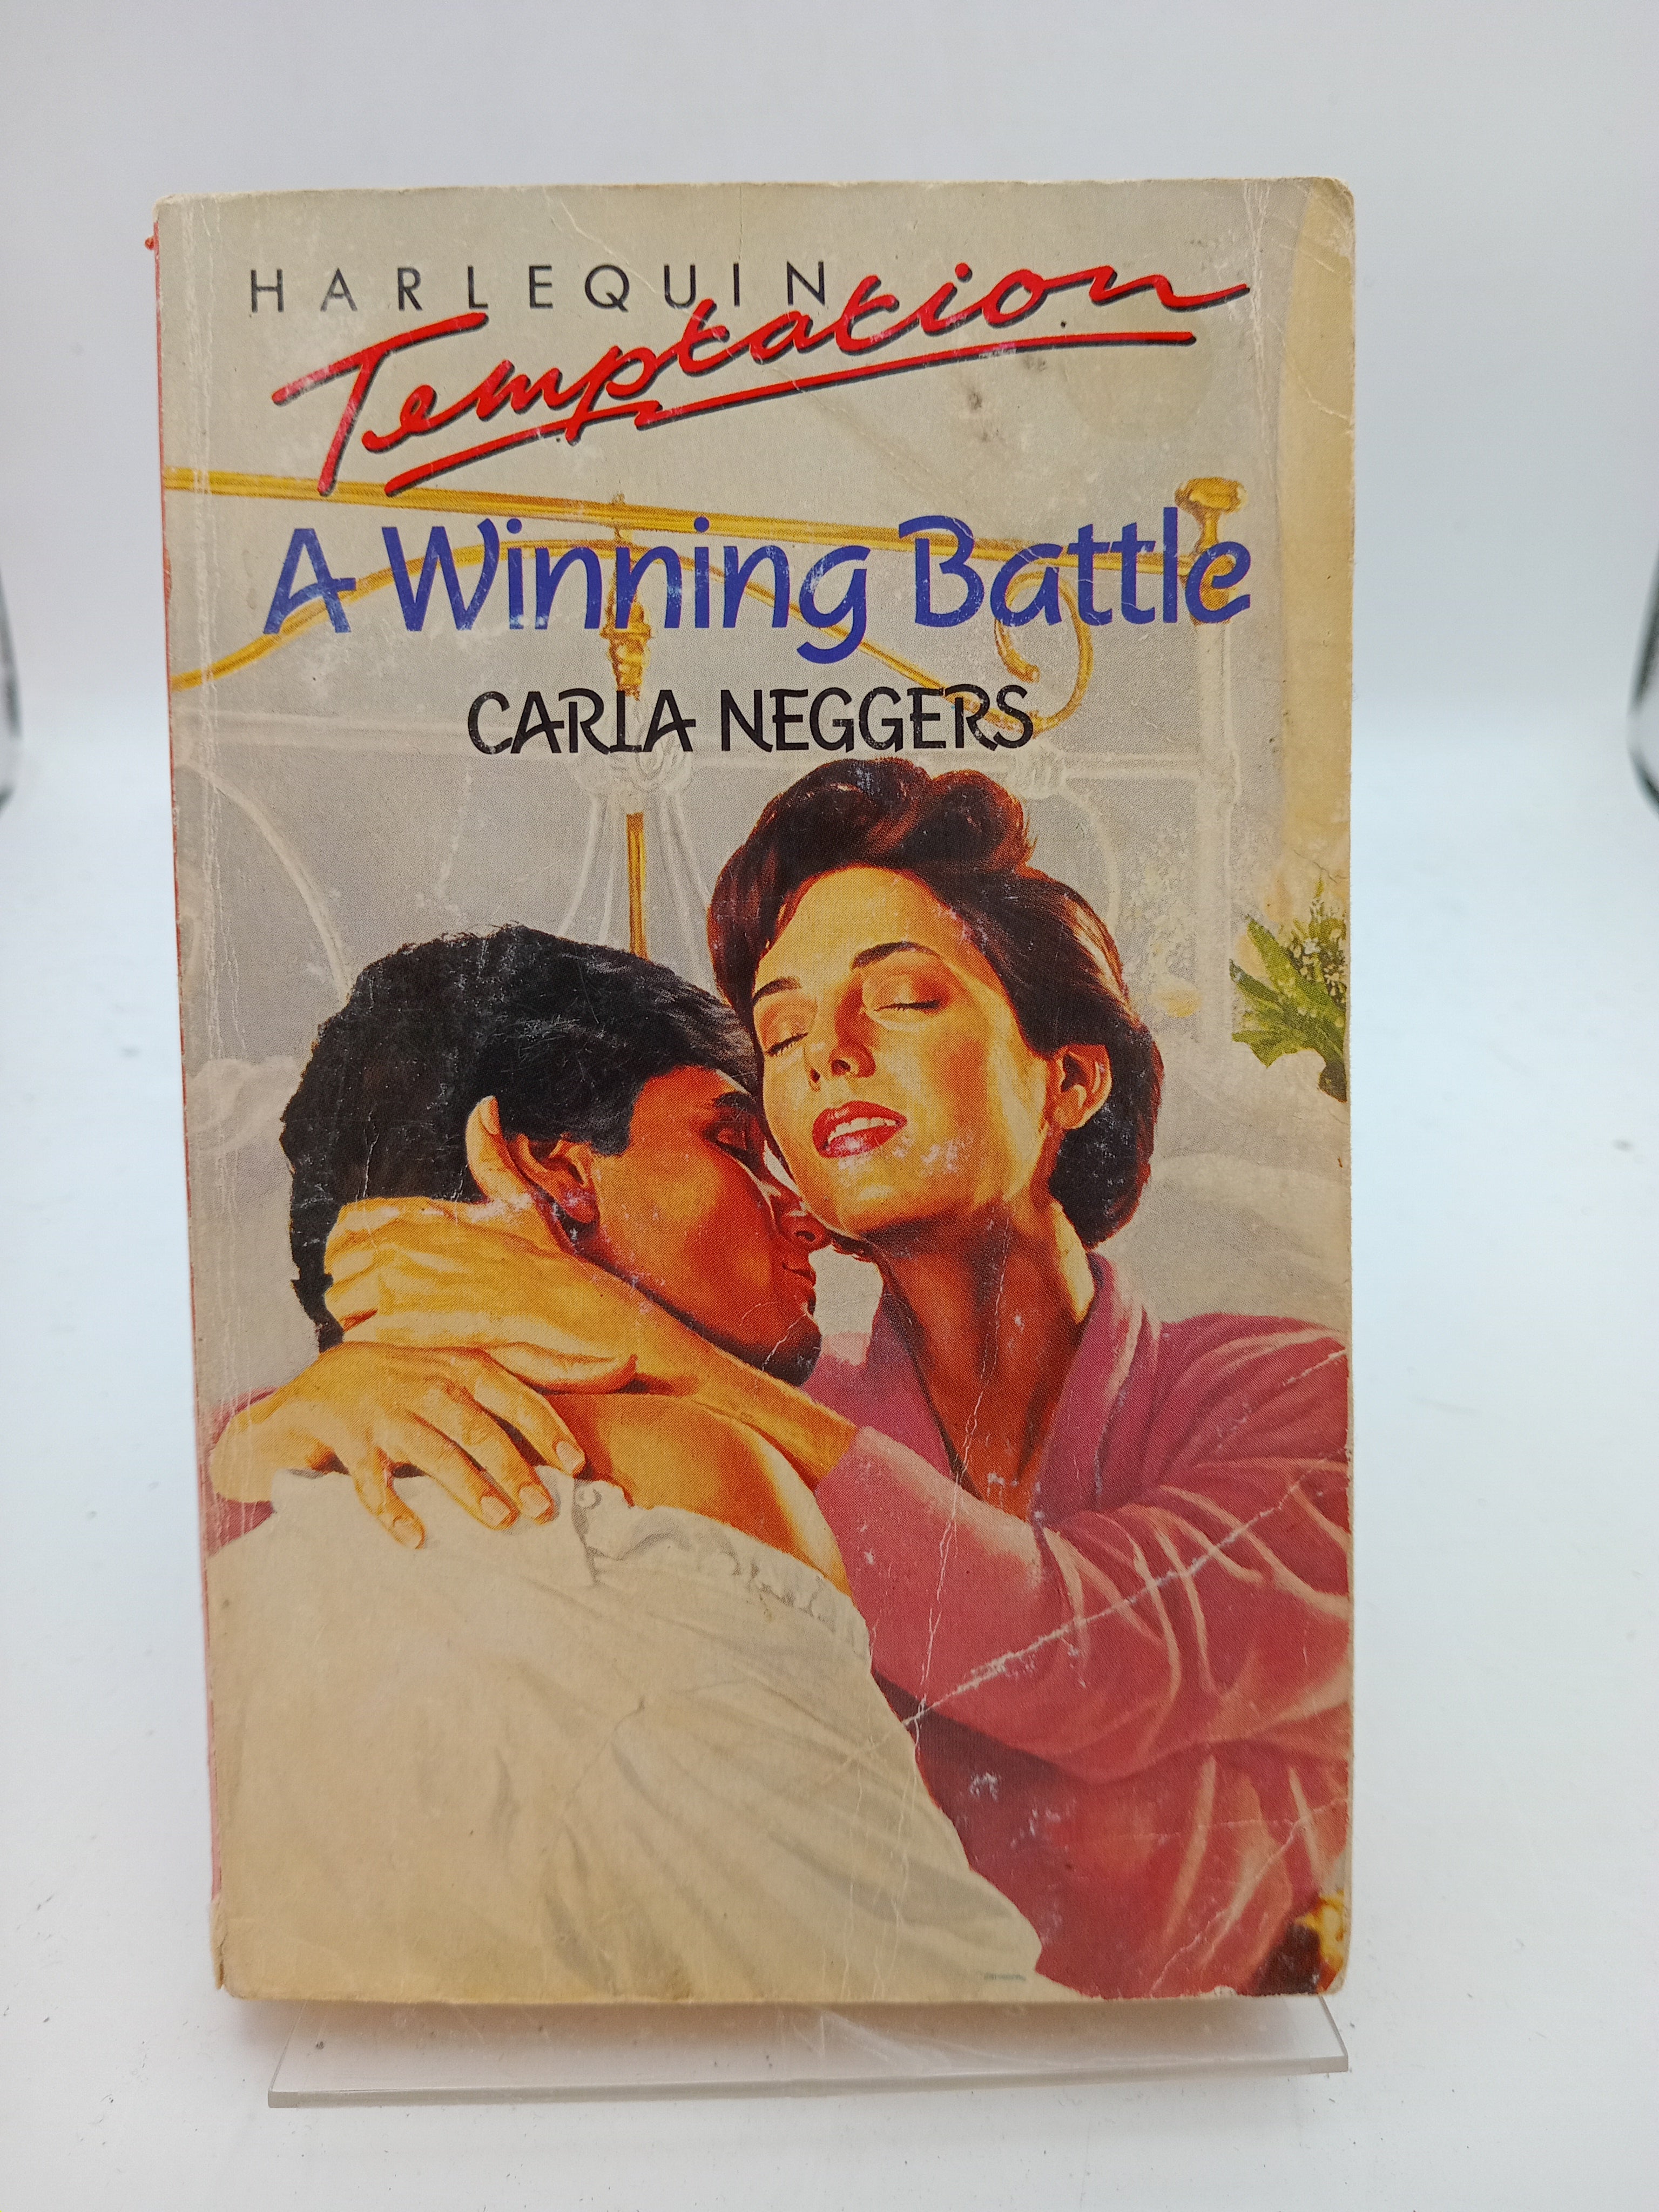 HARLEQUIN
Temptation
A Winning Battle
CARLA NEGGERS